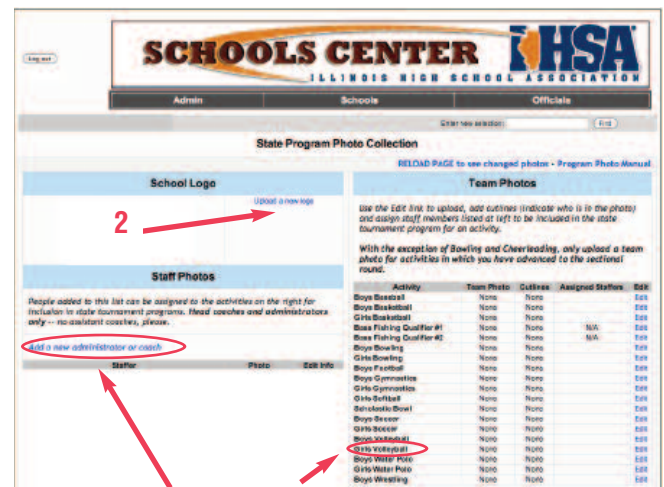 Log out
SCHOOLS CENTER IHSA
ILLINOIS HIGH SCHOOL ASSOCIATION
Admin Schools Officials
Enter new selection: Find
State Program Photo Collection
RELOAD PAGE to see changed photos • Program Photo Manual
School Logo
Upload a new logo
2
Staff Photos
People added to this list can be assigned to the activities on the right for
inclusion in state tournament programs. Head coaches and administrators
only -- no assistant coaches, please.
Add a new administrator or coach
Staffer Photo Edit Info
Team Photos
Use the Edit link to upload, add cutlines (indicate who is in the photo)
and assign staff members listed at left to be included in the state
tournament program for an activity.
With the exception of Bowling and Cheerleading, only upload a team
photo for activities in which you have advanced to the sectional
round.
Activity Team Photo Cutlines Assigned Staffers Edit
Boys Baseball None None Edit
Boys Basketball None None Edit
Girls Basketball None None Edit
Bass Fishing Qualifier #1 None None N/A Edit
Bass Fishing Qualifier #2 None None N/A Edit
Boys Bowling None None Edit
Girls Bowling None None Edit
Boys Football None None Edit
Boys Gymnastics None None Edit
Girls Gymnastics None None Edit
Girls Softball None None Edit
Scholastic Bowl None None Edit
Boys Soccer None None Edit
Girls Soccer None None Edit
Boys Volleyball None None Edit
Girls Volleyball None None Edit
Boys Water Polo None None Edit
Girls Water Polo None None Edit
Boys Wrestling None None Edit